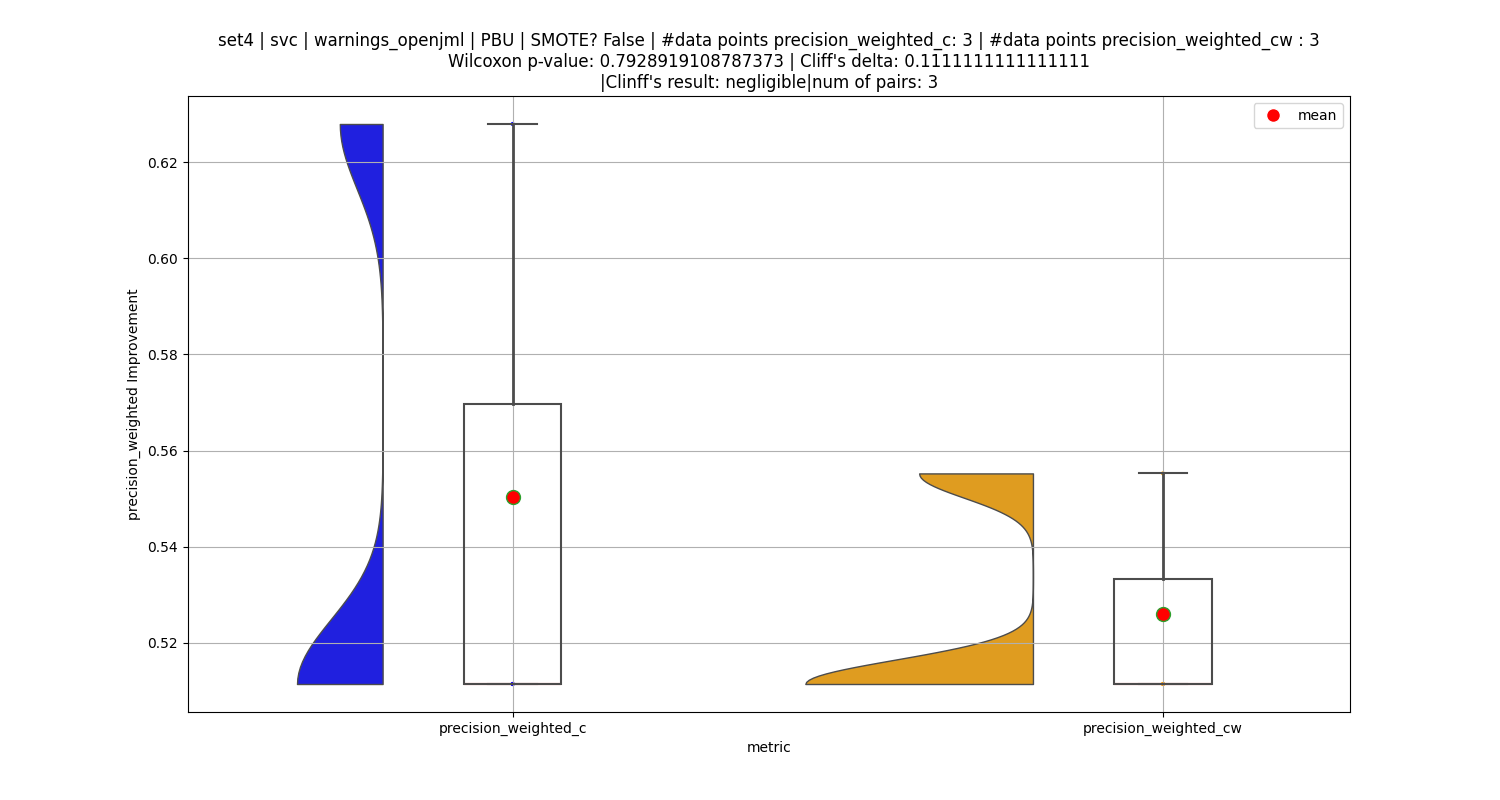 set4 | svc | warnings_openjml | PBU | SMOTE? False | #data points precision_weighted_c: 3 | #data points precision_weighted_cw : 3
Wilcoxon p-value: 0.7928919108787373 | Cliff's delta: 0.1111111111111111
|Clinff's result: negligible|num of pairs: 3
mean
0.62
0.60
0.58
0.56
0.54
0.52
precision_weighted Improvement
precision_weighted_c
precision_weighted_cw
metric